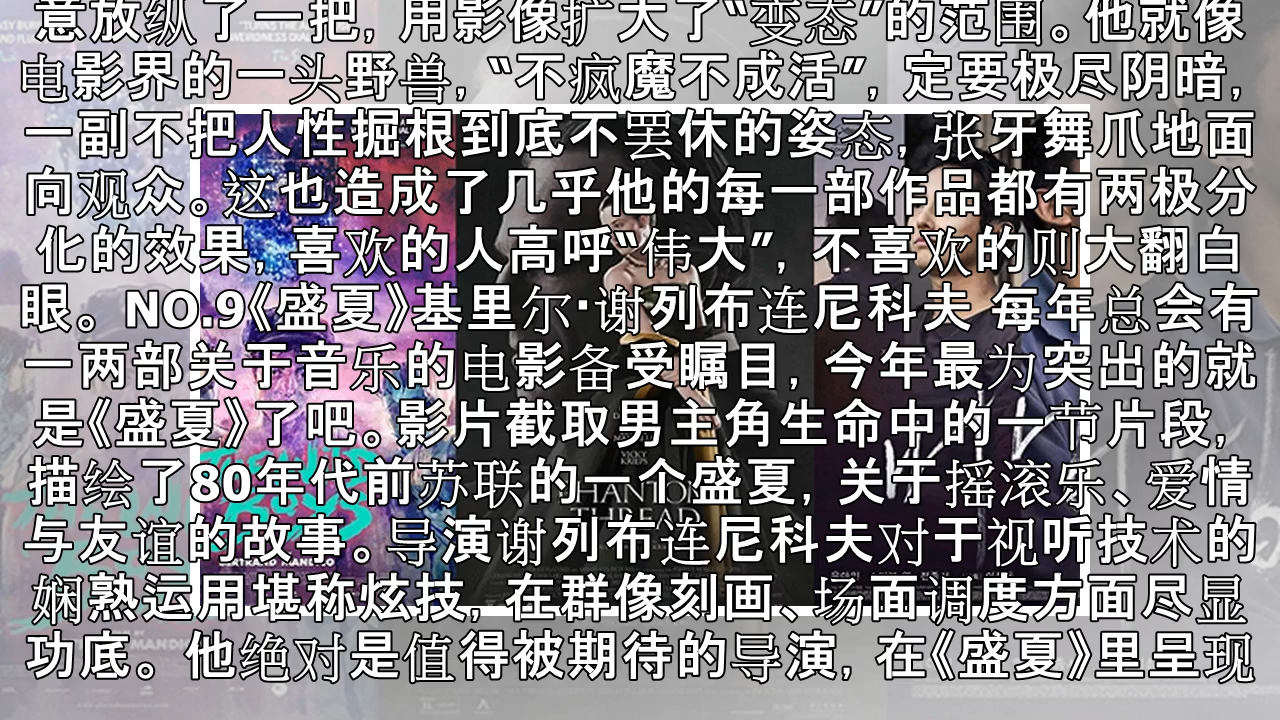 意放纵了一把，用影像扩大了“变态”的范围。他就像
电影界的一头野兽，“不疯魔不成活”，定要极尽阴暗，
一副不把人性掘根到底不罢休的姿态，张牙舞爪地面
向观众。这也造成了几乎他的每一部作品都有两极分
化的效果，喜欢的人高呼“伟大”，不喜欢的则大翻白
眼。NO.9《盛夏》基里尔·谢列布连尼科夫 每年总会有
一两部关于音乐的电影备受瞩目，今年最为突出的就
是《盛夏》了吧。影片截取男主角生命中的一节片段，
描绘了80年代前苏联的一个盛夏，关于摇滚乐、爱情
与友谊的故事。导演谢列布连尼科夫对于视听技术的
娴熟运用堪称炫技，在群像刻画、场面调度方面尽显
功底。他绝对是值得被期待的导演，在《盛夏》里呈现
VICKY
KRIEPS
PHANTOM
THREAD